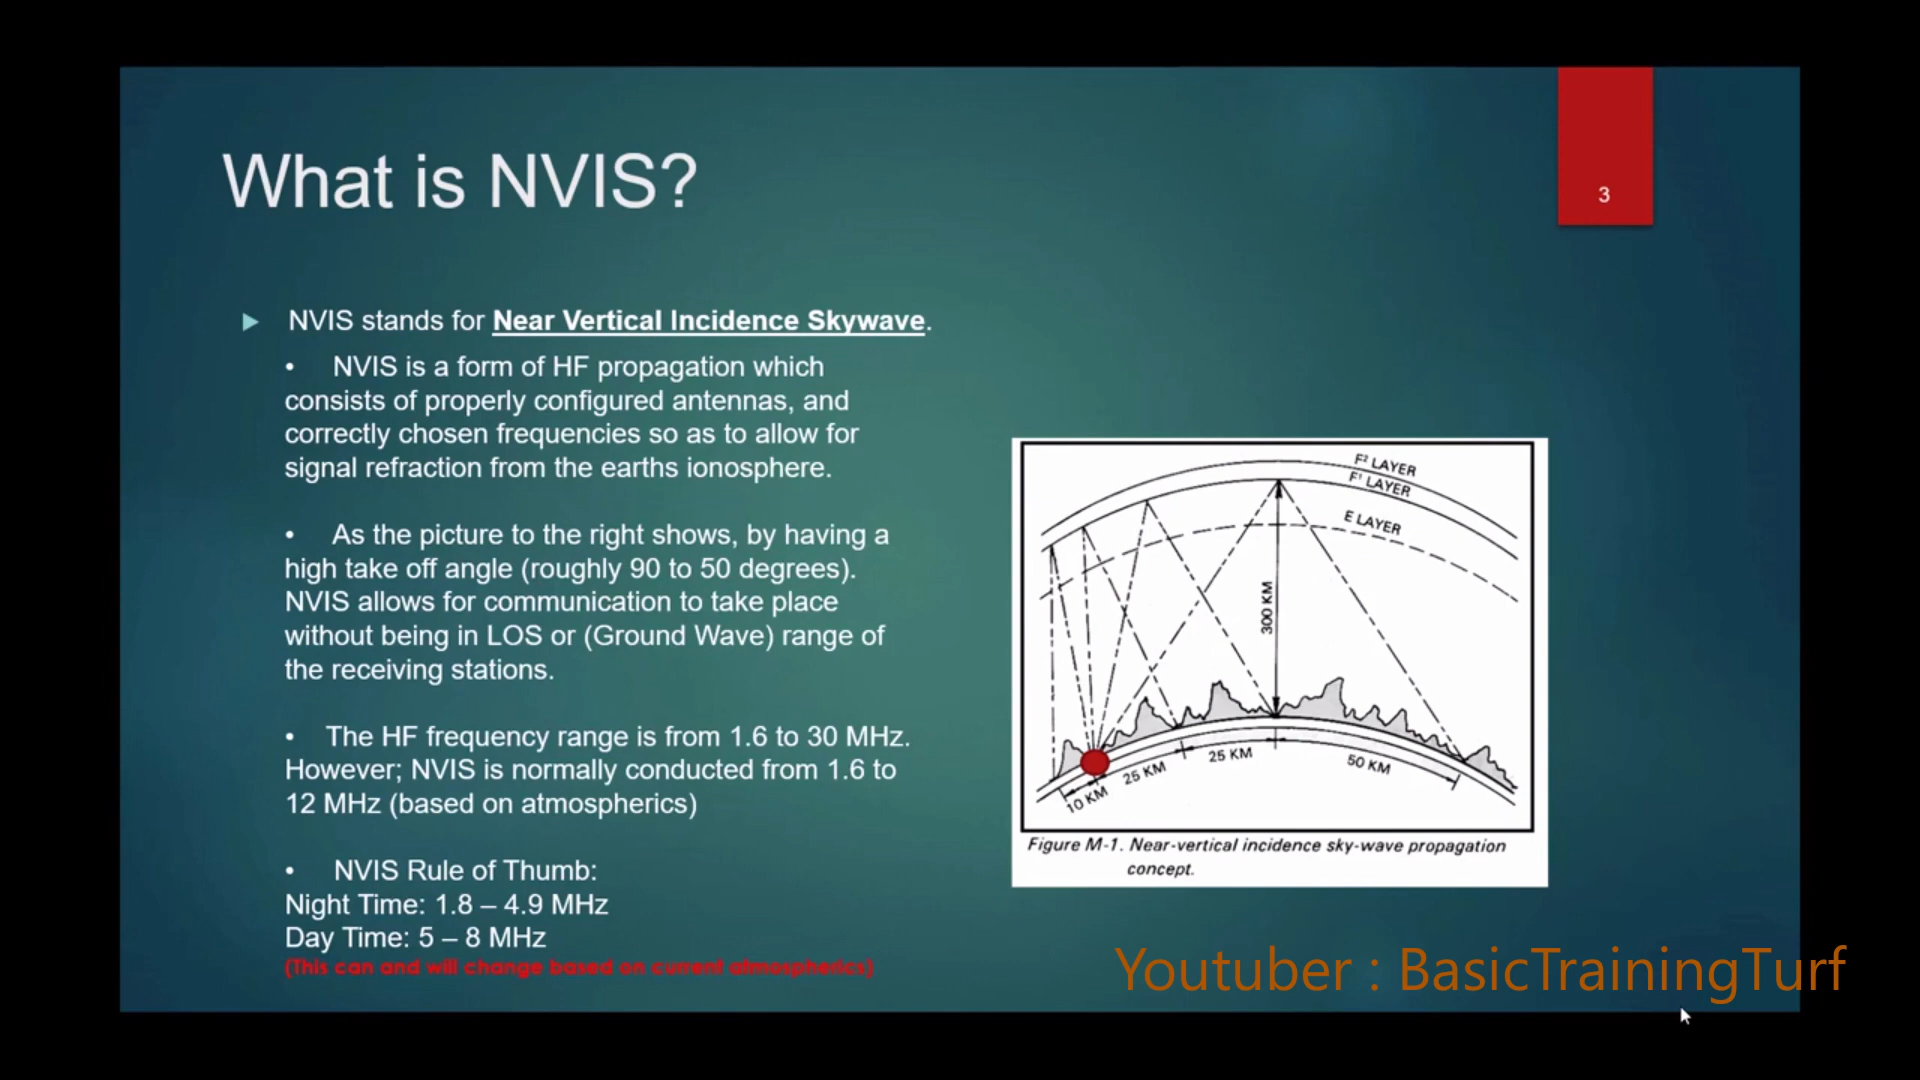 What is NVIS?
3
NVIS stands for Near Vertical Incidence Skywave.
• NVIS is a form of HF propagation which
consists of properly configured antennas, and
correctly chosen frequencies so as to allow for
signal refraction from the earths ionosphere.
• As the picture to the right shows, by having a
high take off angle (roughly 90 to 50 degrees).
NVIS allows for communication to take place
without being in LOS or (Ground Wave) range of
the receiving stations.
• The HF frequency range is from 1.6 to 30 MHz.
However; NVIS is normally conducted from 1.6 to
12 MHz (based on atmospherics)
• NVIS Rule of Thumb:
Night Time: 1.8 – 4.9 MHz
Day Time: 5 – 8 MHz
(This can and will change based on current atmospherics)
F² LAYER
F¹ LAYER
E LAYER
300 KM
10 KM
25 KM
25 KM
50 KM
Figure M-1. Near-vertical incidence sky-wave propagation
concept.
Youtuber : BasicTrainingTurf